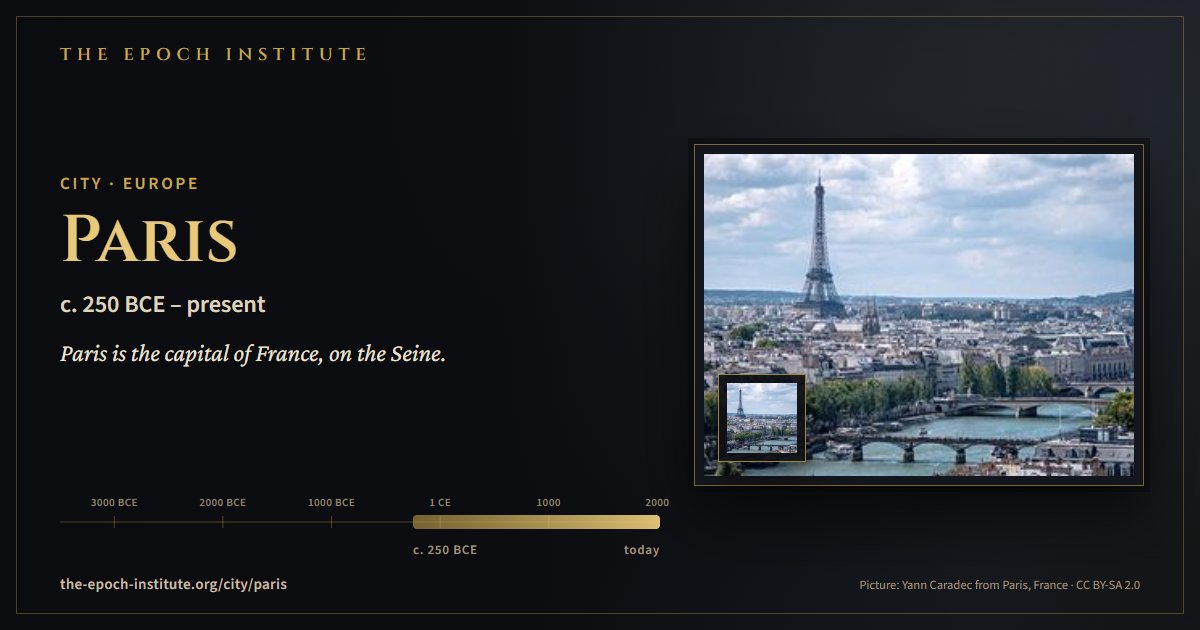 THE EPOCH INSTITUTE
CITY · EUROPE
PARIS
c. 250 BCE – present
Paris is the capital of France, on the Seine.
3000 BCE 2000 BCE 1000 BCE 1 CE 1000 2000
c. 250 BCE today
the-epoch-institute.org/city/paris
Picture: Yann Caradec from Paris, France · CC BY-SA 2.0